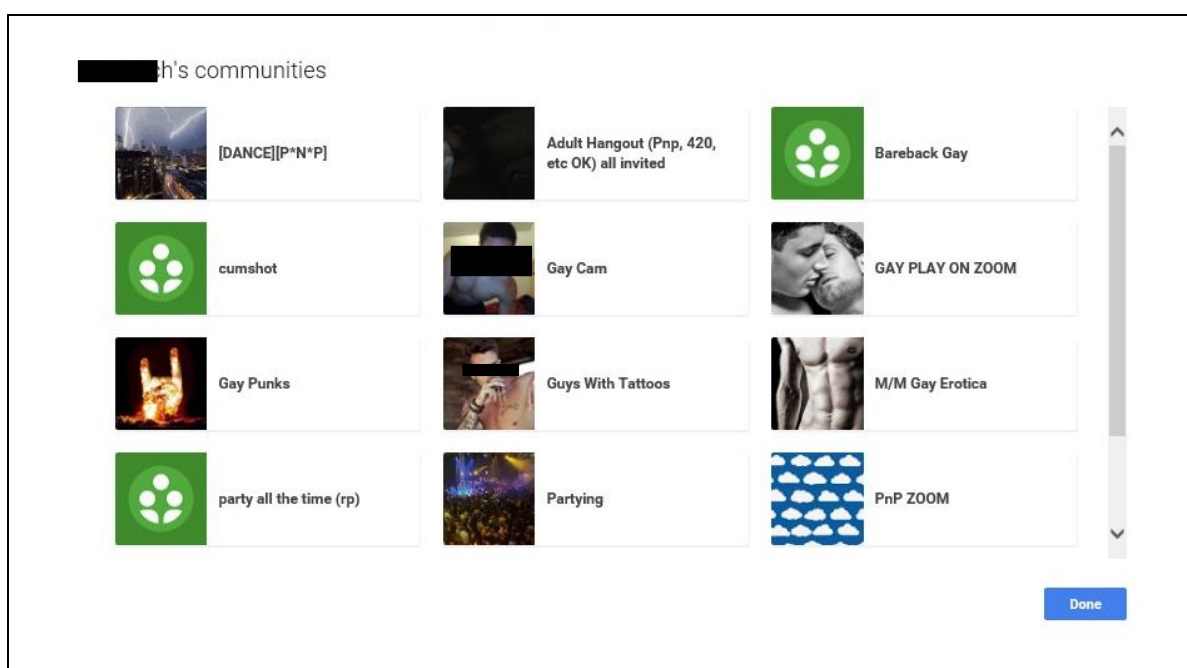 h's communities
[DANCE][P*N*P]
Adult Hangout (Pnp, 420,
etc OK) all invited
Bareback Gay
cumshot
Gay Cam
GAY PLAY ON ZOOM
Gay Punks
Guys With Tattoos
M/M Gay Erotica
party all the time (rp)
Partying
PnP ZOOM
Done